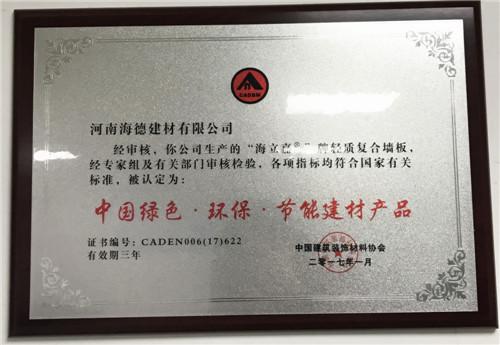 CADBM
河南海德建材有限公司
经审核，你公司生产的“海立 ®”牌轻质复合墙板，
经专家组及有关部门审核检验，各项指标均符合国家有关
标准，被认定为：
中国绿色·环保·节能建材产品
证书编号：CADEN006(17)622
有效期三年
中国建筑装饰材料协会
二零一七年一月